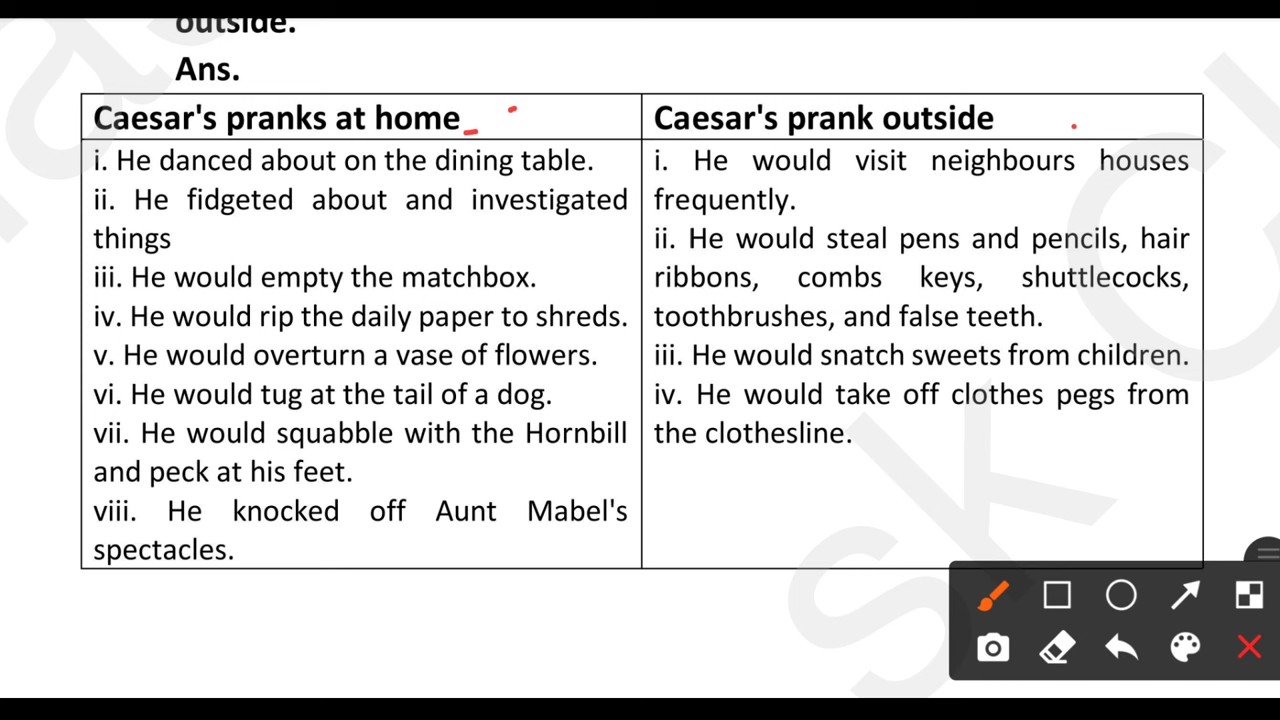 outside.
Ans.
Caesar's pranks at home
i. He danced about on the dining table.
ii. He fidgeted about and investigated
things
iii. He would empty the matchbox.
iv. He would rip the daily paper to shreds.
v. He would overturn a vase of flowers.
vi. He would tug at the tail of a dog.
vii. He would squabble with the Hornbill
and peck at his feet.
viii. He knocked off Aunt Mabel's
spectacles.
Caesar's prank outside
i. He would visit neighbours houses
frequently.
ii. He would steal pens and pencils, hair
ribbons, combs keys, shuttlecocks,
toothbrushes, and false teeth.
iii. He would snatch sweets from children.
iv. He would take off clothes pegs from
the clothesline.